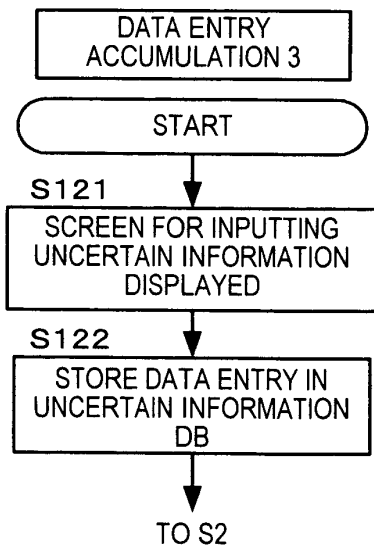 DATA ENTRY
ACCUMULATION 3
START
S121
SCREEN FOR INPUTTING
UNCERTAIN INFORMATION
DISPLAYED
S122
STORE DATA ENTRY IN
UNCERTAIN INFORMATION
DB
TO S2